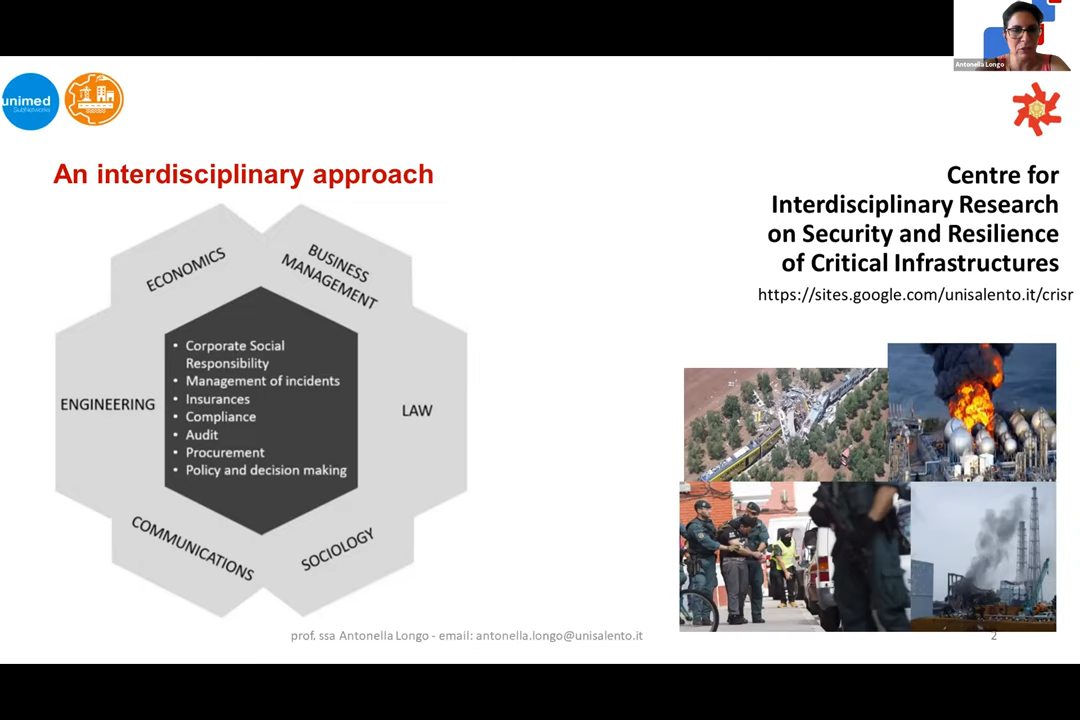 Antonella Longo
unimed
SubNetworks
An interdisciplinary approach
Centre for
Interdisciplinary Research
on Security and Resilience
of Critical Infrastructures
https://sites.google.com/unisalento.it/crisr
ECONOMICS
BUSINESS
MANAGEMENT
ENGINEERING
• Corporate Social
Responsibility
• Management of incidents
• Insurances
• Compliance
• Audit
• Procurement
• Policy and decision making
LAW
COMMUNICATIONS
SOCIOLOGY
prof. ssa Antonella Longo - email: antonella.longo@unisalento.it
2